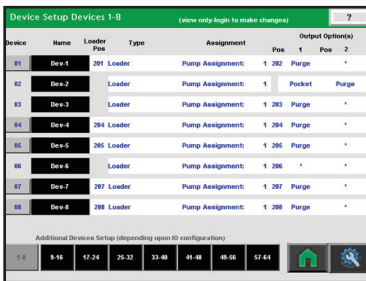 Device Setup Devices 1-8 (view only-login to make changes) ?
Output Option(s)
Device Name Loader Pos Type Assignment Pos 1 Pos 2
01 Dev-1 201 Loader Pump Assignment: 1 202 Purge *
02 Dev-2 Loader Pump Assignment: 1 Pocket Purge
03 Dev-3 Loader Pump Assignment: 1 203 Purge *
04 Dev-4 204 Loader Pump Assignment: 1 204 Purge *
05 Dev-5 205 Loader Pump Assignment: 1 205 Purge *
06 Dev-6 Loader Pump Assignment: 1 206 * *
07 Dev-7 207 Loader Pump Assignment: 1 207 Purge *
08 Dev-8 208 Loader Pump Assignment: 1 208 Purge *
Additional Devices Setup (depending upon IO configuration)
1-8 9-16 17-24 25-32 33-40 41-48 49-56 57-64